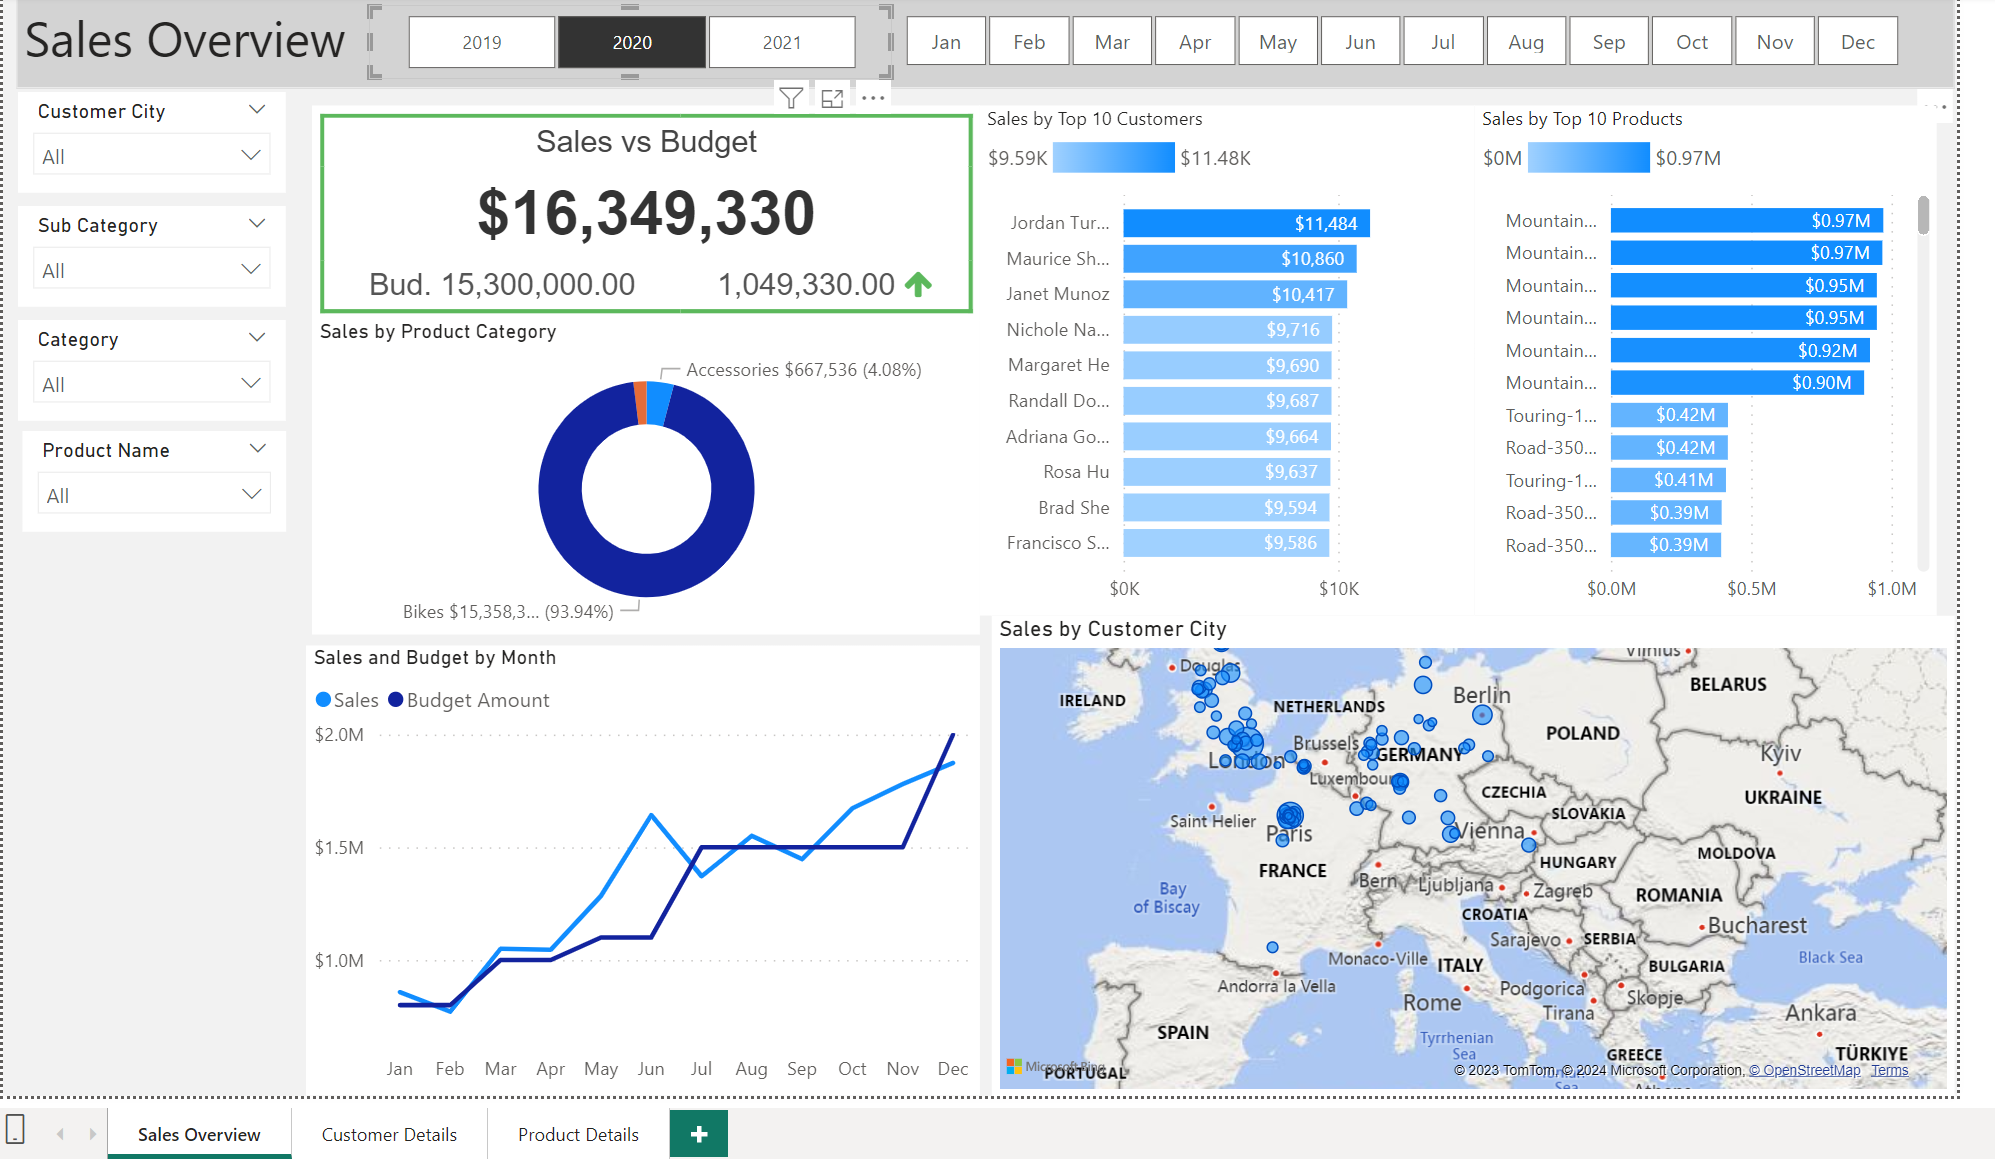 Sales Overview
2019 2020 2021
Jan Feb Mar Apr May Jun Jul Aug Sep Oct Nov Dec
Customer City
All
Sub Category
All
Category
All
Product Name
All
Sales vs Budget
$16,349,330
Bud. 15,300,000.00 1,049,330.00
Sales by Product Category
Accessories $667,536 (4.08%)
Bikes $15,358,3... (93.94%)
Sales by Top 10 Customers
$9.59K $11.48K
Jordan Tur... $11,484
Maurice Sh... $10,860
Janet Munoz $10,417
Nichole Na... $9,716
Margaret He $9,690
Randall Do... $9,687
Adriana Go... $9,664
Rosa Hu $9,637
Brad She $9,594
Francisco S... $9,586
$0K $10K
Sales by Top 10 Products
$0M $0.97M
Mountain... $0.97M
Mountain... $0.97M
Mountain... $0.95M
Mountain... $0.95M
Mountain... $0.92M
Mountain... $0.90M
Touring-1... $0.42M
Road-350... $0.42M
Touring-1... $0.41M
Road-350... $0.39M
Road-350... $0.39M
$0.0M $0.5M $1.0M
Sales and Budget by Month
Sales Budget Amount
$2.0M
$1.5M
$1.0M
Jan Feb Mar Apr May Jun Jul Aug Sep Oct Nov Dec
Sales by Customer City
Vilnius
Douglas
BELARUS
IRELAND
Berlin
NETHERLANDS
POLAND
Brussels
Kyiv
London
GERMANY
Luxembourg
CZECHIA
UKRAINE
SLOVAKIA
Saint Helier
Paris
Vienna
MOLDOVA
HUNGARY
FRANCE
Bern
Ljubljana
Zagreb
ROMANIA
Bay
of Biscay
CROATIA
Bucharest
Sarajevo
SERBIA
Monaco-Ville
ITALY
BULGARIA
Black Sea
Andorra la Vella
Podgorica
Skopje
Rome
Tirana
Ankara
SPAIN
Tyrrhenian
Sea
GREECE
TÜRKIYE
Microsoft Bing
PORTUGAL
© 2023 TomTom, © 2024 Microsoft Corporation, © OpenStreetMap Terms
Sea
Athens
Sales Overview Customer Details Product Details +